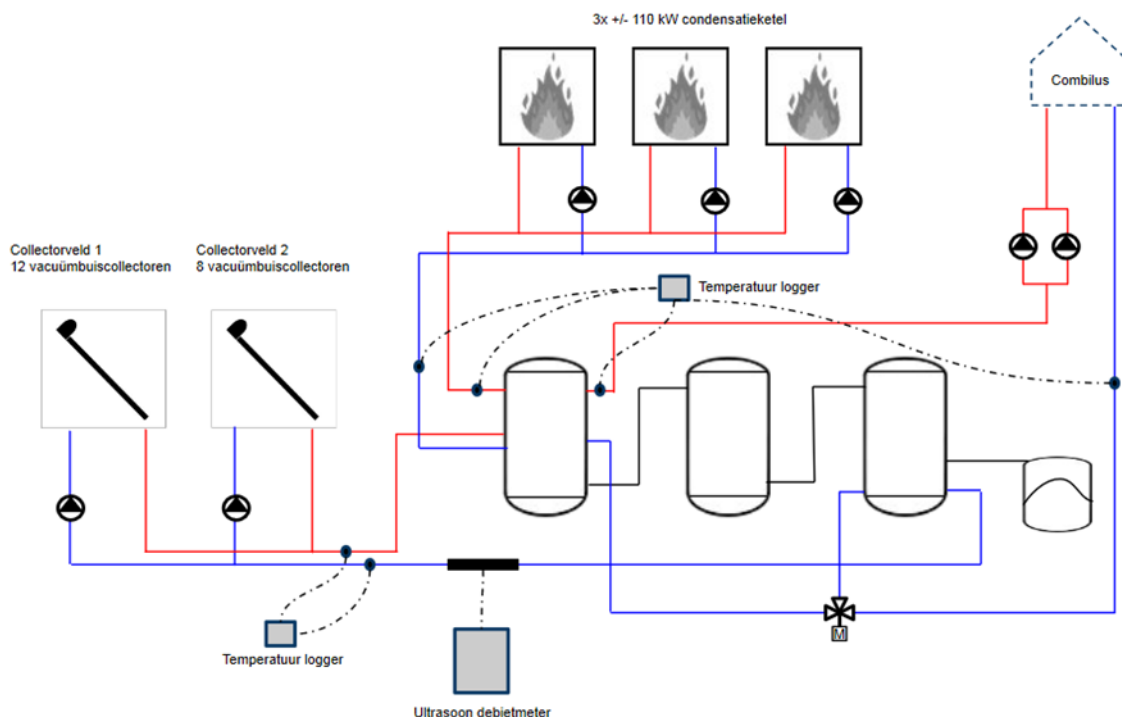 3x +/- 110 kW condensatieketel
Combilus
Collectorveld 1
12 vacuümbuiscollectoren
Collectorveld 2
8 vacuümbuiscollectoren
Temperatuur logger
M
Temperatuur logger
Ultrasoon debietmeter